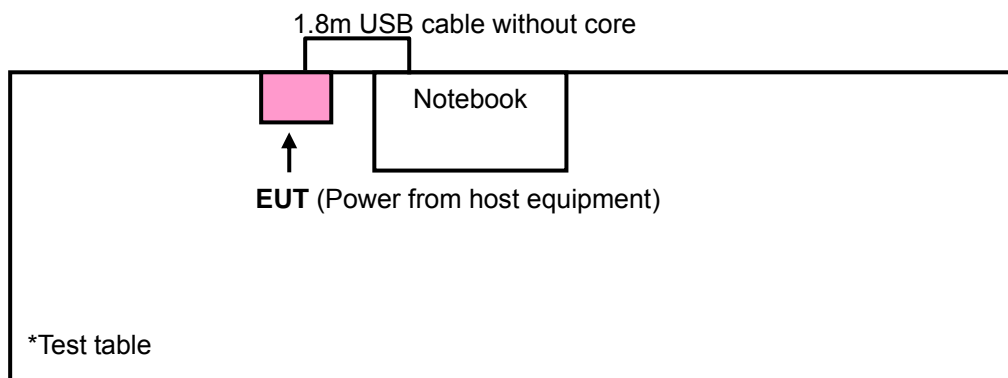 1.8m USB cable without core
Notebook
EUT (Power from host equipment)
*Test table